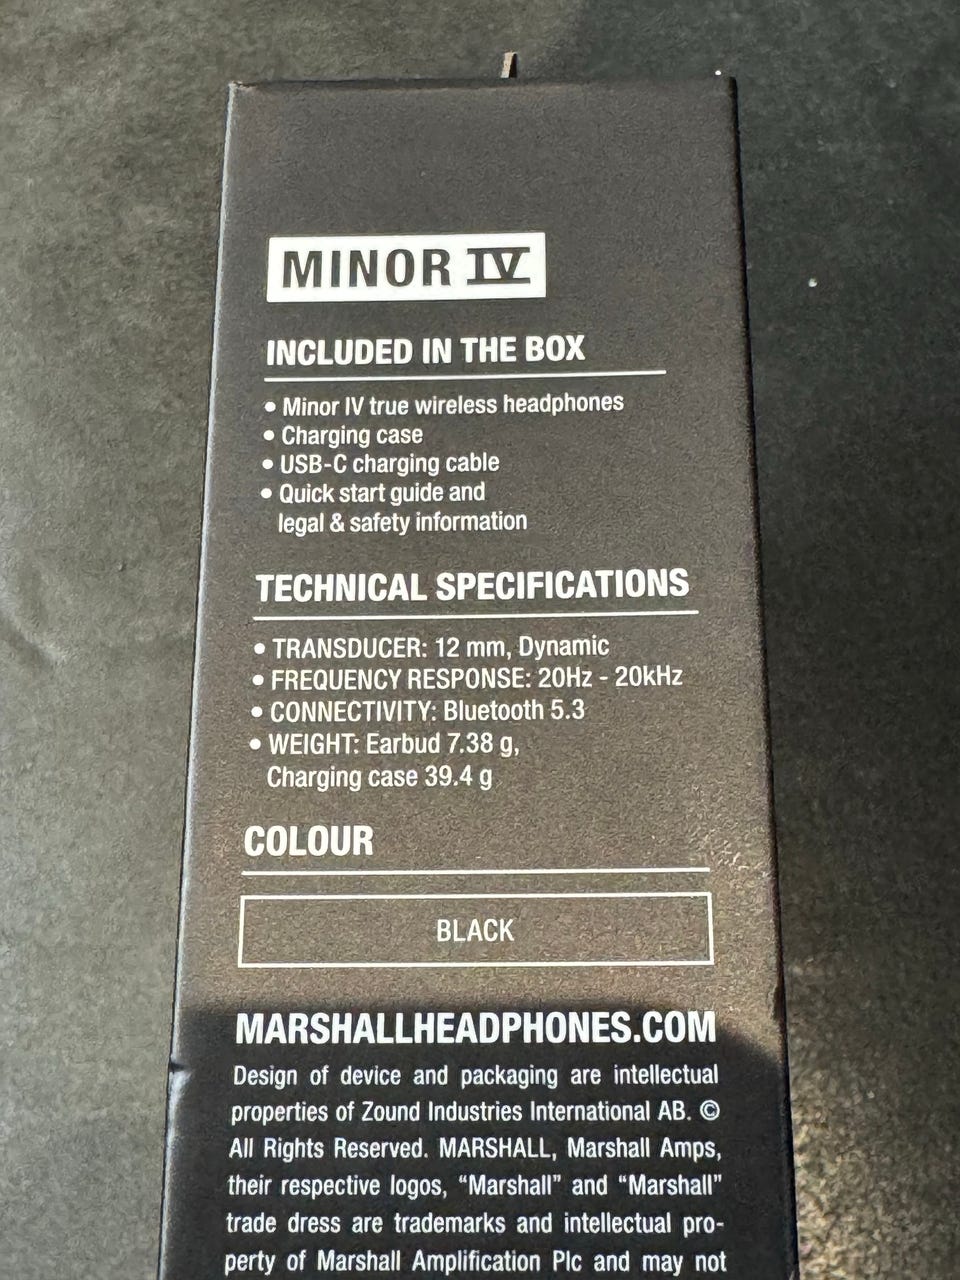 MINOR IV
INCLUDED IN THE BOX
• Minor IV true wireless headphones
• Charging case
• USB-C charging cable
• Quick start guide and
legal & safety information
TECHNICAL SPECIFICATIONS
• TRANSDUCER: 12 mm, Dynamic
• FREQUENCY RESPONSE: 20Hz - 20kHz
• CONNECTIVITY: Bluetooth 5.3
• WEIGHT: Earbud 7.38 g,
Charging case 39.4 g
COLOUR
BLACK
MARSHALLHEADPHONES.COM
Design of device and packaging are intellectual
properties of Zound Industries International AB. ©
All Rights Reserved. MARSHALL, Marshall Amps,
their respective logos, “Marshall” and “Marshall”
trade dress are trademarks and intellectual pro-
perty of Marshall Amplification Plc and may not